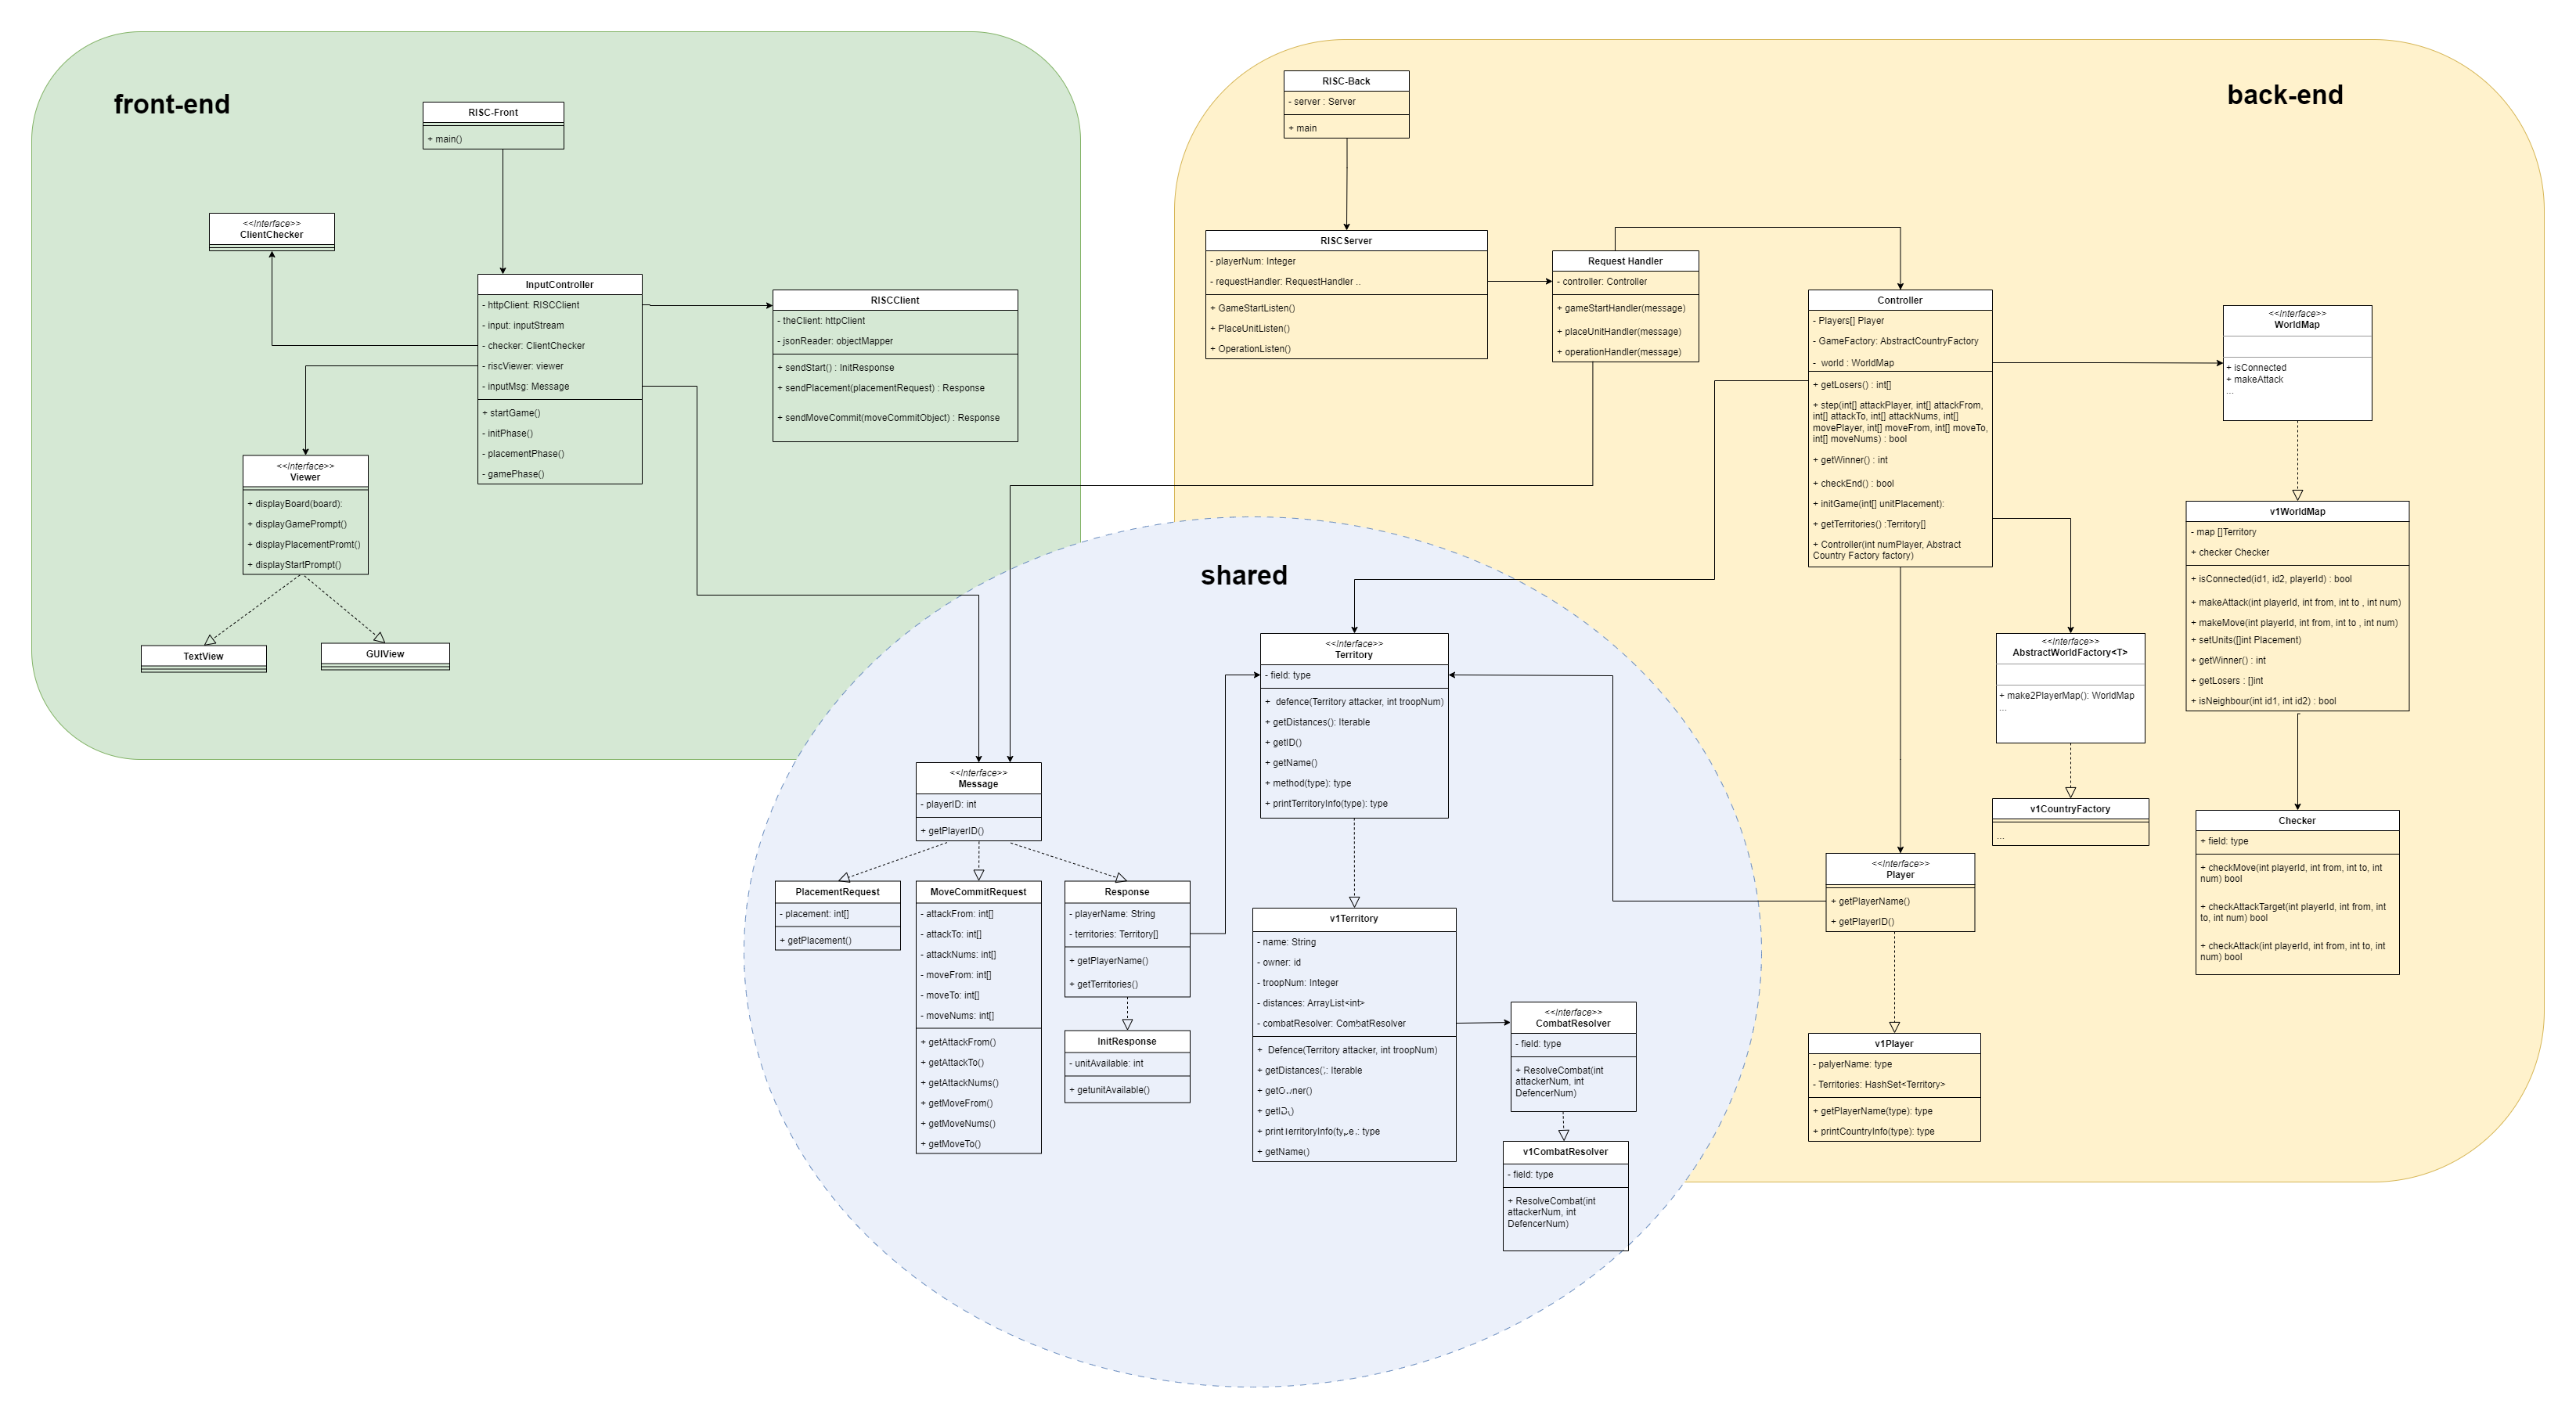 front-end
RISC-Front
+ main()
<<Interface>>
ClientChecker
InputController
- httpClient: RISCClient
- input: inputStream
- checker: ClientChecker
- riscViewer: viewer
- inputMsg: Message
+ startGame()
- initPhase()
- placementPhase()
- gamePhase()
RISCClient
- theClient: httpClient
- jsonReader: objectMapper
+ sendStart() : InitResponse
+ sendPlacement(placementRequest) : Response
+ sendMoveCommit(moveCommitObject) : Response
<<Interface>>
Viewer
+ displayBoard(board):
+ displayGamePrompt()
+ displayPlacementPromt()
+ displayStartPrompt()
TextView
GUIView
back-end
RISC-Back
- server : Server
+ main
RISCServer
- playerNum: Integer
- requestHandler: RequestHandler ..
+ GameStartListen()
+ PlaceUnitListen()
+ OperationListen()
Request Handler
- controller: Controller
+ gameStartHandler(message)
+ placeUnitHandler(message)
+ operationHandler(message)
Controller
- Players[] Player
- GameFactory: AbstractCountryFactory
- world : WorldMap
+ getLosers() : int[]
+ step(int[] attackPlayer, int[] attackFrom,
int[] attackTo, int[] attackNums, int[]
movePlayer, int[] moveFrom, int[] moveTo,
int[] moveNums) : bool
+ getWinner() : int
+ checkEnd() : bool
+ initGame(int[] unitPlacement):
+ getTerritories() :Territory[]
+ Controller(int numPlayer, Abstract
Country Factory factory)
<<Interface>>
WorldMap
+ isConnected
+ makeAttack
...
v1WorldMap
- map []Territory
+ checker Checker
+ isConnected(id1, id2, playerId) : bool
+ makeAttack(int playerId, int from, int to , int num)
+ makeMove(int playerId, int from, int to , int num)
+ setUnits([]int Placement)
+ getWinner() : int
+ getLosers : []int
+ isNeighbour(int id1, int id2) : bool
<<Interface>>
AbstractWorldFactory<T>
+ make2PlayerMap(): WorldMap
...
v1CountryFactory
...
Checker
+ field: type
+ checkMove(int playerId, int from, int to, int
num) bool
+ checkAttackTarget(int playerId, int from, int
to, int num) bool
+ checkAttack(int playerId, int from, int to, int
num) bool
<<Interface>>
Player
+ getPlayerName()
+ getPlayerID()
v1Player
- palyerName: type
- Territories: HashSet<Territory>
+ getPlayerName(type): type
+ printCountryInfo(type): type
shared
<<Interface>>
Message
- playerID: int
+ getPlayerID()
PlacementRequest
- placement: int[]
+ getPlacement()
MoveCommitRequest
- attackFrom: int[]
- attackTo: int[]
- attackNums: int[]
- moveFrom: int[]
- moveTo: int[]
- moveNums: int[]
+ getAttackFrom()
+ getAttackTo()
+ getAttackNums()
+ getMoveFrom()
+ getMoveNums()
+ getMoveTo()
Response
- playerName: String
- territories: Territory[]
+ getPlayerName()
+ getTerritories()
InitResponse
- unitAvailable: int
+ getunitAvailable()
<<Interface>>
Territory
- field: type
+ defence(Territory attacker, int troopNum)
+ getDistances(): Iterable
+ getID()
+ getName()
+ method(type): type
+ printTerritoryInfo(type): type
v1Territory
- name: String
- owner: id
- troopNum: Integer
- distances: ArrayList<int>
- combatResolver: CombatResolver
+ Defence(Territory attacker, int troopNum)
+ getDistances(): Iterable
+ getOwner()
+ getID()
+ printTerritoryInfo(type): type
+ getName()
<<Interface>>
CombatResolver
- field: type
+ ResolveCombat(int
attackerNum, int
DefencerNum)
v1CombatResolver
- field: type
+ ResolveCombat(int
attackerNum, int
DefencerNum)